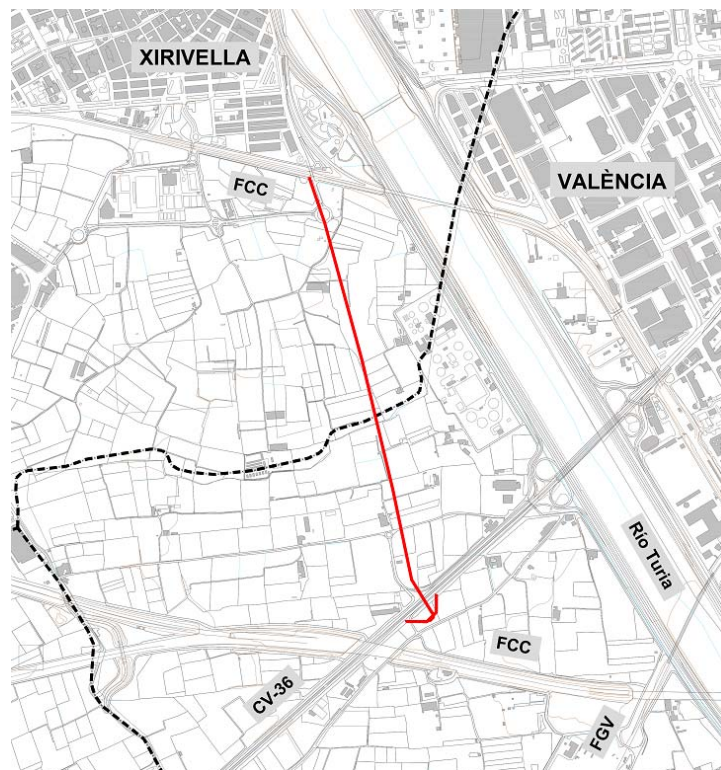 XIRIVELLA
FCC
VALÈNCIA
Río Turia
FCC
CV-36
FGV